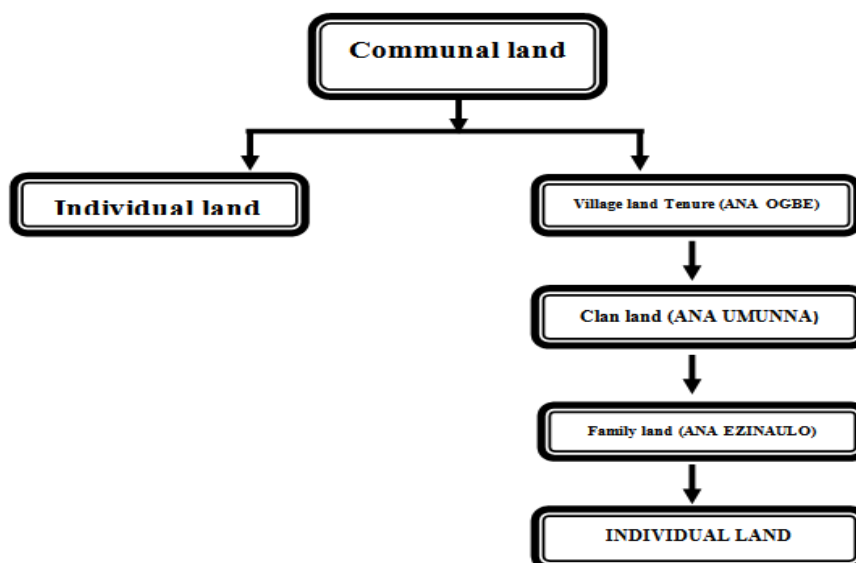 Communal land
Individual land
Village land Tenure (ANA OGBE)
Clan land (ANA UMUNNA)
Family land (ANA EZINAULO)
INDIVIDUAL LAND